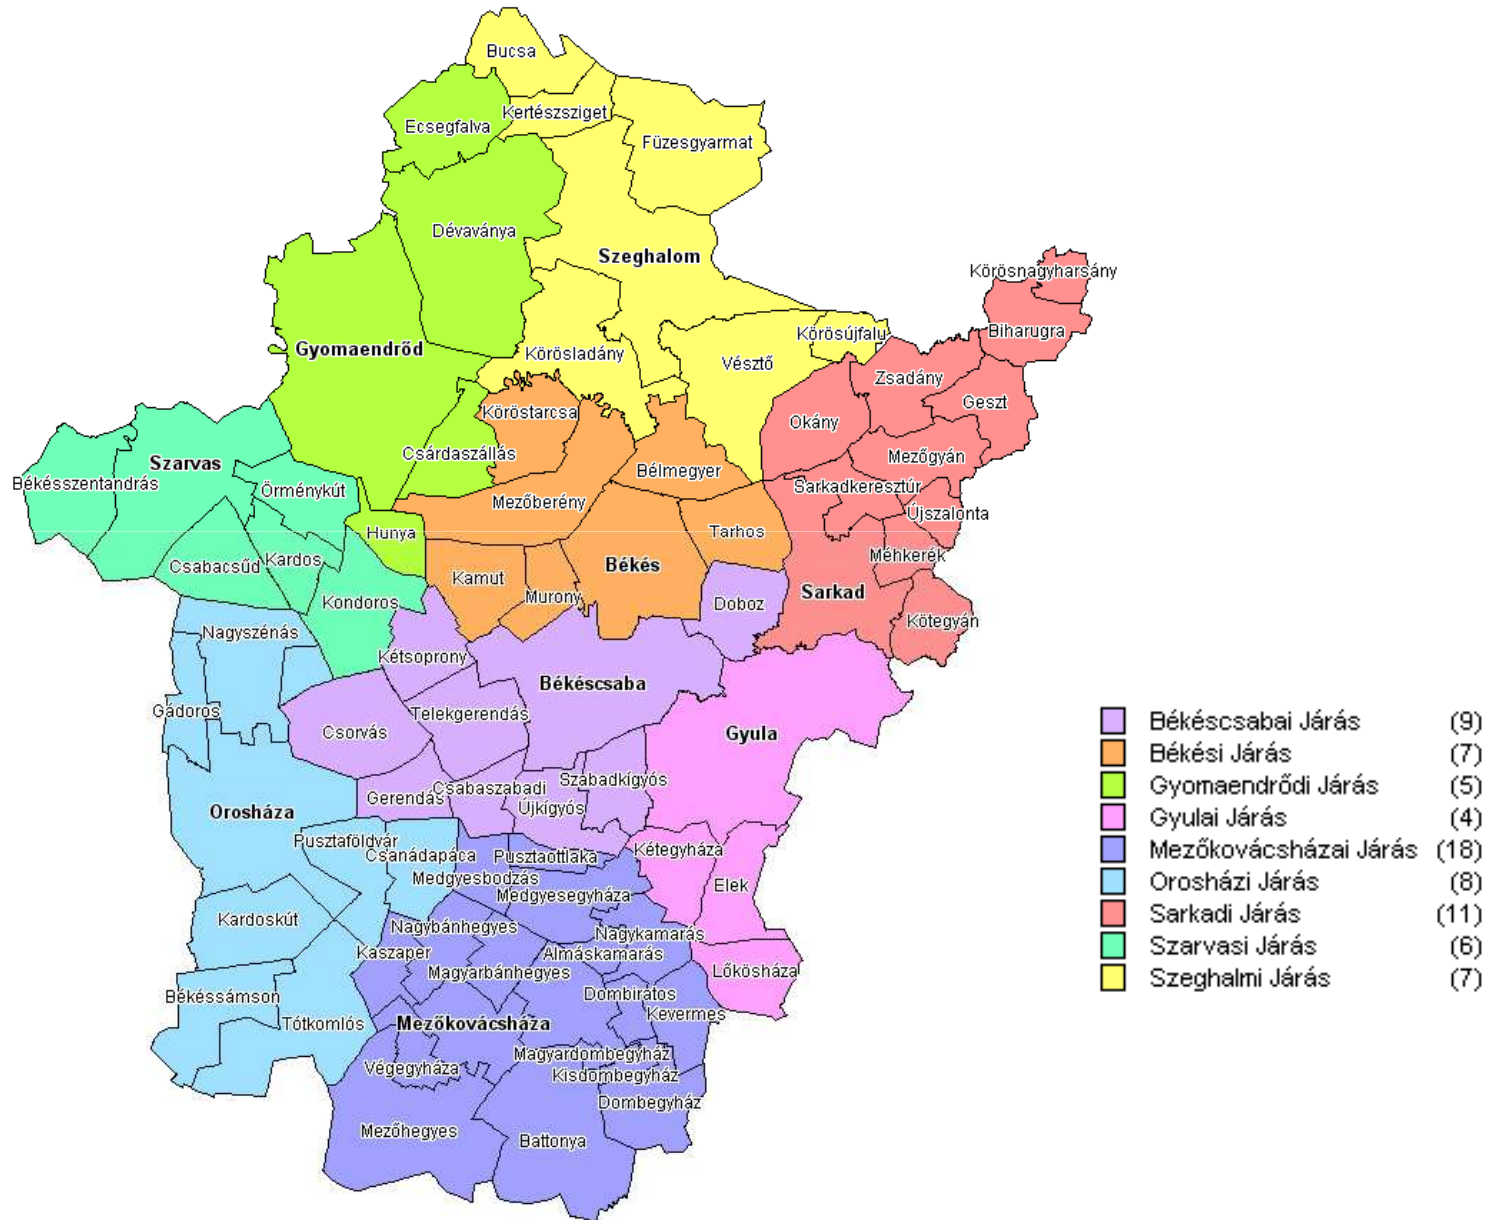 Bucsa
Kertészsziget
Ecsegfalva
Füzesgyarmat
Dévaványa
Szeghalom
Körösnagyharsány
Biharugra
Körösújfalu
Gyomaendrőd
Körösladány
Vésztő
Zsadány
Geszt
Köröstarcsa
Okány
Csárdaszállás
Mezőgyán
Szarvas
Bélmegyer
Békésszentandrás
Örménykút
Sarkadkeresztúr
Mezőberény
Újszalonta
Hunya
Tarhos
Kardos
Méhkerék
Csabacsűd
Békés
Kamut
Murony
Sarkad
Kondoros
Doboz
Kötegyán
Nagyszénás
Kétsoprony
Békéscsaba
Gádoros
Telekgerendás
Csorvás
Gyula
Szabadkígyós
Csabaszabadi
Gerendás
Újkígyós
Orosháza
Pusztaföldvár
Csanádapáca
Pusztaottlaka
Kétegyháza
Medgyesbodzás
Elek
Medgyesegyháza
Kardoskút
Nagybánhegyes
Nagykamarás
Kaszaper
Almáskamarás
Magyarbánhegyes
Lőkösháza
Békéssámson
Dombiratos
Kevermes
Tótkomlós
Mezőkovácsháza
Magyardombegyház
Végegyháza
Kisdombegyház
Dombegyház
Mezőhegyes
Battonya
Békéscsabai Járás (9)
Békési Járás (7)
Gyomaendrődi Járás (5)
Gyulai Járás (4)
Mezőkovácsházai Járás (18)
Orosházi Járás (8)
Sarkadi Járás (11)
Szarvasi Járás (6)
Szeghalmi Járás (7)